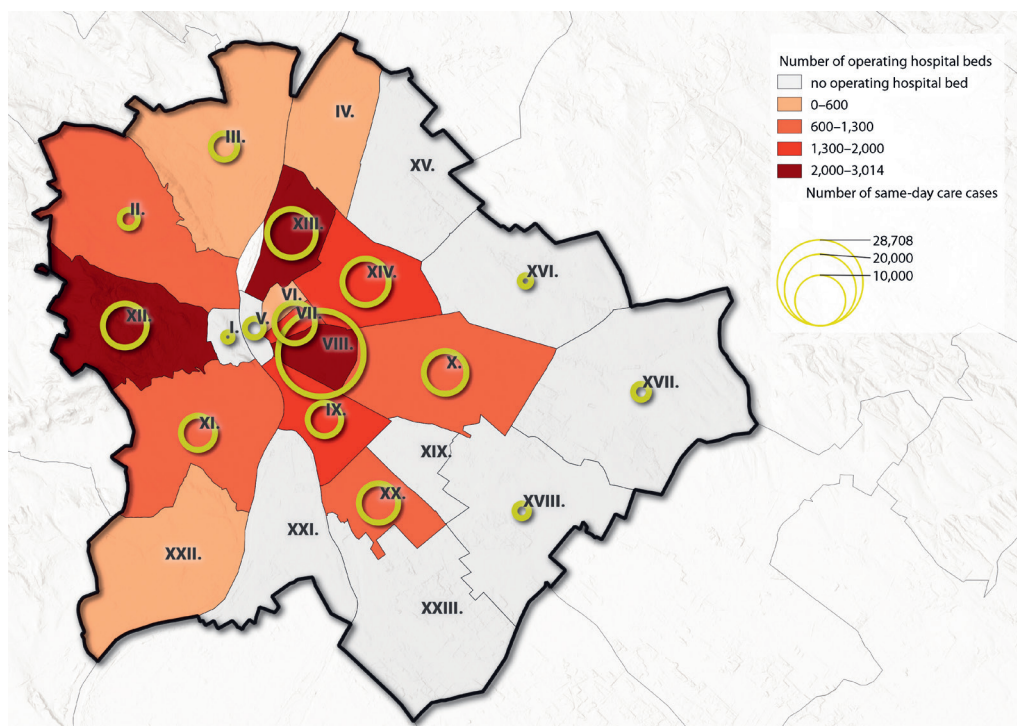 Number of operating hospital beds
no operating hospital bed
0–600
600–1,300
1,300–2,000
2,000–3,014
Number of same-day care cases
28,708
20,000
10,000
IV.
III.
XV.
II.
XIII.
XIV.
XVI.
VI.
XII.
V.
VII.
I.
VIII.
X.
XVII.
IX.
XI.
XIX.
XX.
XVIII.
XXI.
XXII.
XXIII.